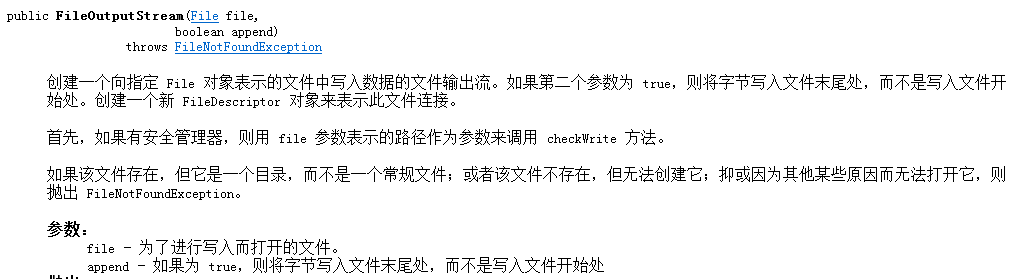 public FileOutputStream(File file,
boolean append)
throws FileNotFoundException
创建一个向指定 File 对象表示的文件中写入数据的文件输出流。如果第二个参数为 true，则将字节写入文件末尾处，而不是写入文件开
始处。创建一个新 FileDescriptor 对象来表示此文件连接。
首先，如果有安全管理器，则用 file 参数表示的路径作为参数来调用 checkWrite 方法。
如果该文件存在，但它是一个目录，而不是一个常规文件；或者该文件不存在，但无法创建它；抑或因为其他某些原因而无法打开它，则
抛出 FileNotFoundException。
参数：
file - 为了进行写入而打开的文件。
append - 如果为 true，则将字节写入文件末尾处，而不是写入文件开始处